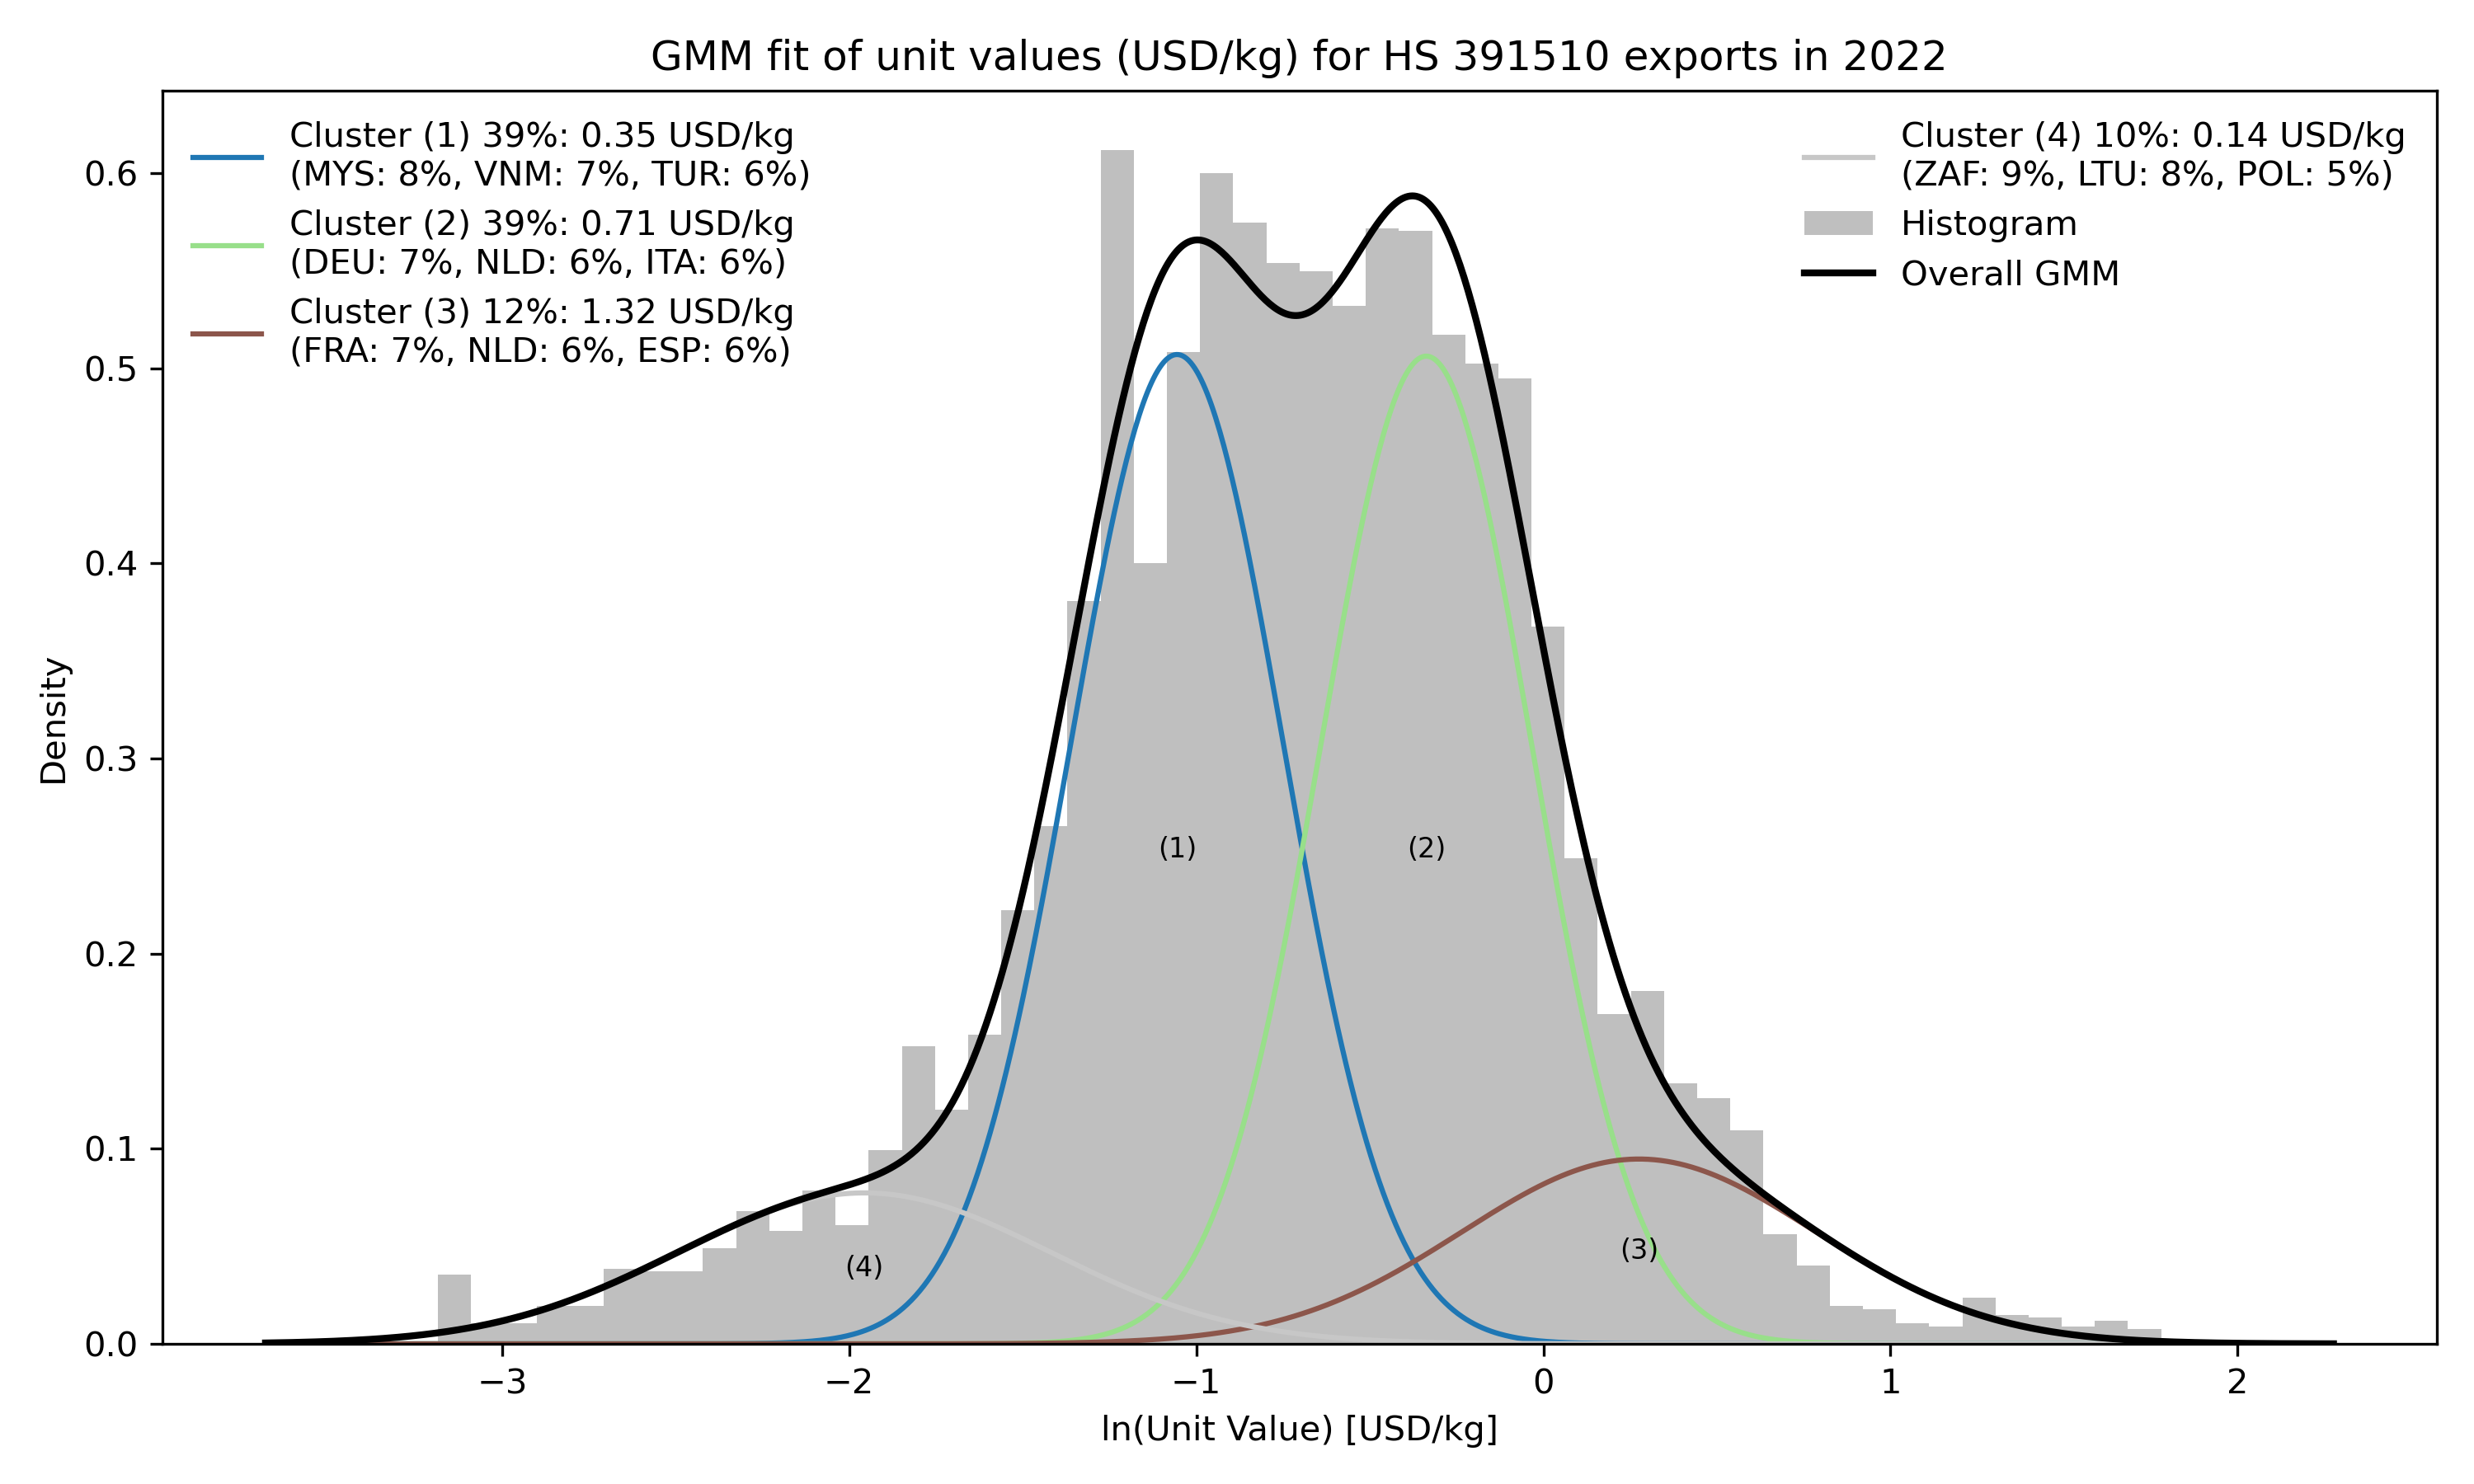 GMM fit of unit values (USD/kg) for HS 391510 exports in 2022
Cluster (1) 39%: 0.35 USD/kg
(MYS: 8%, VNM: 7%, TUR: 6%)
Cluster (2) 39%: 0.71 USD/kg
(DEU: 7%, NLD: 6%, ITA: 6%)
Cluster (3) 12%: 1.32 USD/kg
(FRA: 7%, NLD: 6%, ESP: 6%)
Cluster (4) 10%: 0.14 USD/kg
(ZAF: 9%, LTU: 8%, POL: 5%)
Histogram
Overall GMM
Density
0.6
0.5
0.4
0.3
0.2
0.1
0.0
(1)
(2)
(3)
(4)
−3
−2
−1
0
1
2
ln(Unit Value) [USD/kg]